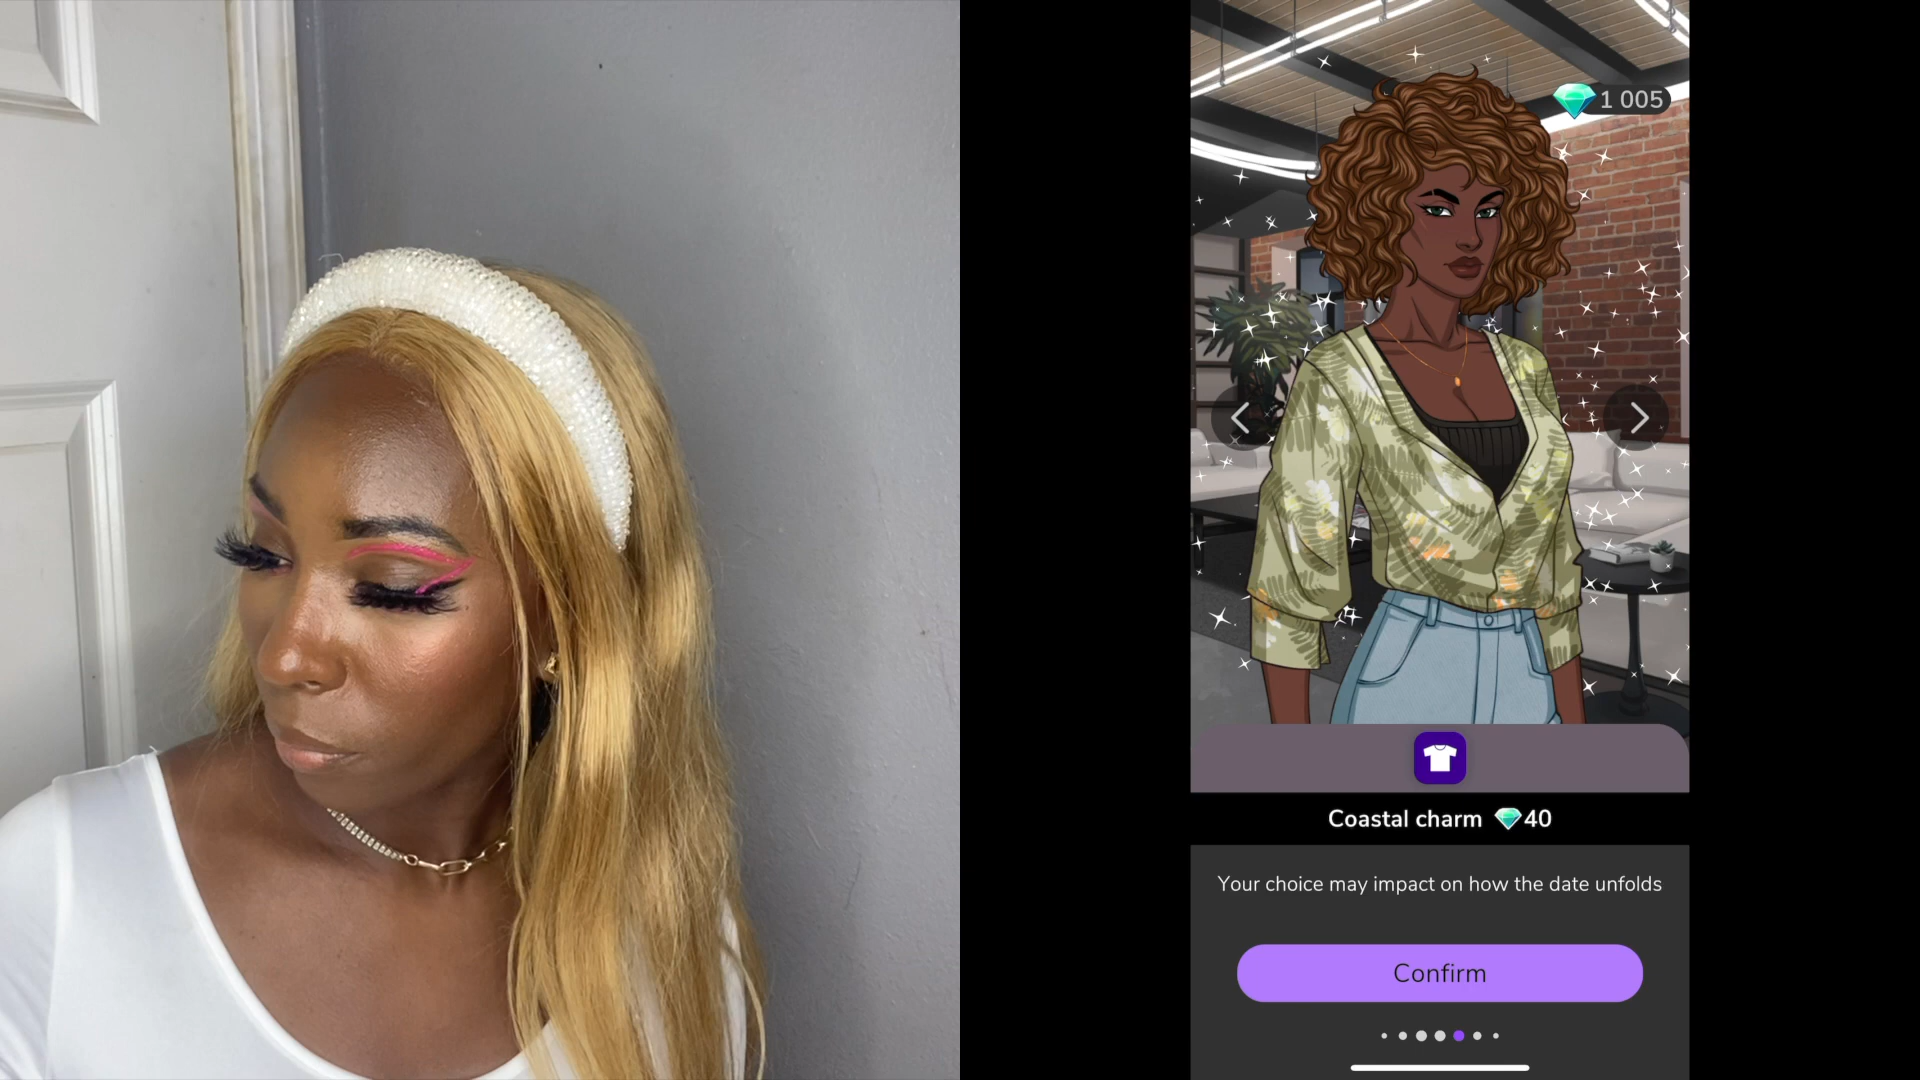 1 005
Coastal charm 40
Your choice may impact on how the date unfolds
Confirm